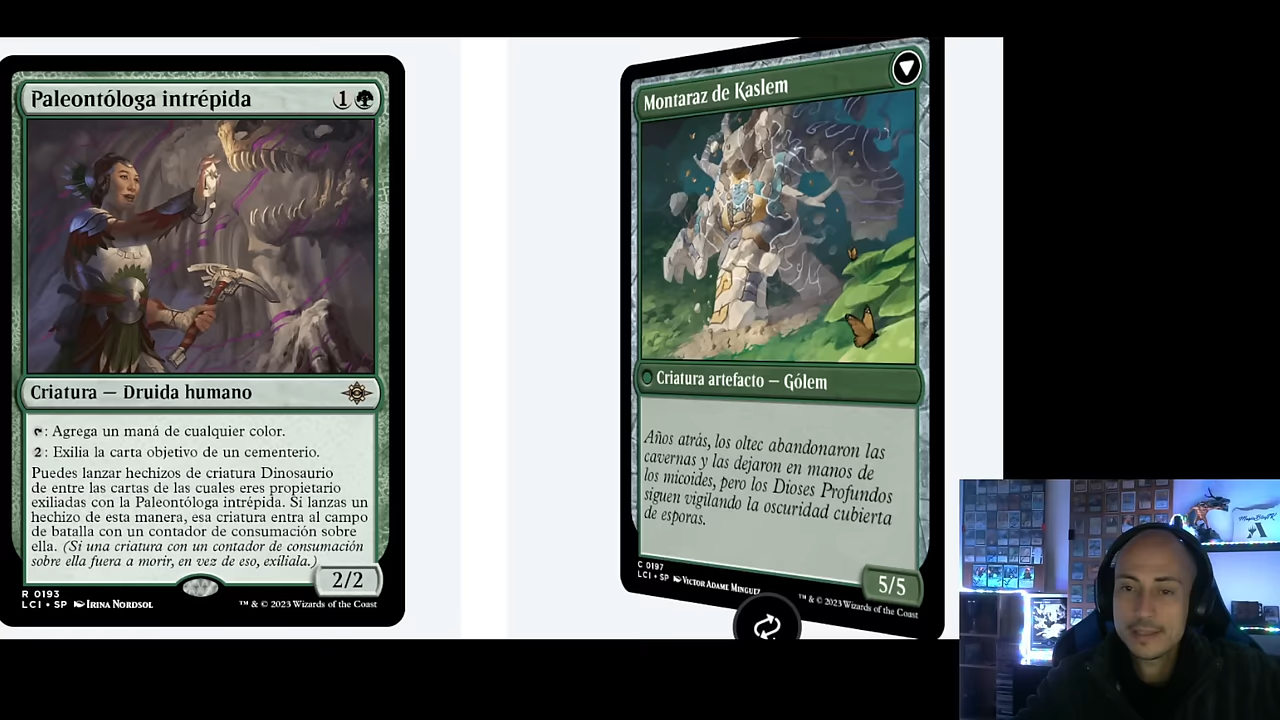 Paleontóloga intrépida 1
Criatura — Druida humano
: Agrega un maná de cualquier color.
2: Exilia la carta objetivo de un cementerio.
Puedes lanzar hechizos de criatura Dinosaurio
de entre las cartas de las cuales eres propietario
exiliadas con la Paleontóloga intrépida. Si lanzas un
hechizo de esta manera, esa criatura entra al campo
de batalla con un contador de consumación sobre
ella. (Si una criatura con un contador de consumación
sobre ella fuera a morir, en vez de eso, exíliala.)
2/2
R 0193
LCI • SP IRINA NORDSOL
™ & © 2023 Wizards of the Coast
Montaraz de Kaslem
Criatura artefacto — Gólem
Años atrás, los oltec abandonaron las
cavernas y las dejaron en manos de
los micoides, pero los Dioses Profundos
siguen vigilando la oscuridad cubierta
de esporas.
5/5
C 0197
LCI • SP VICTOR ADAME MINGUEZ
™ & © 2023 Wizards of the Coast